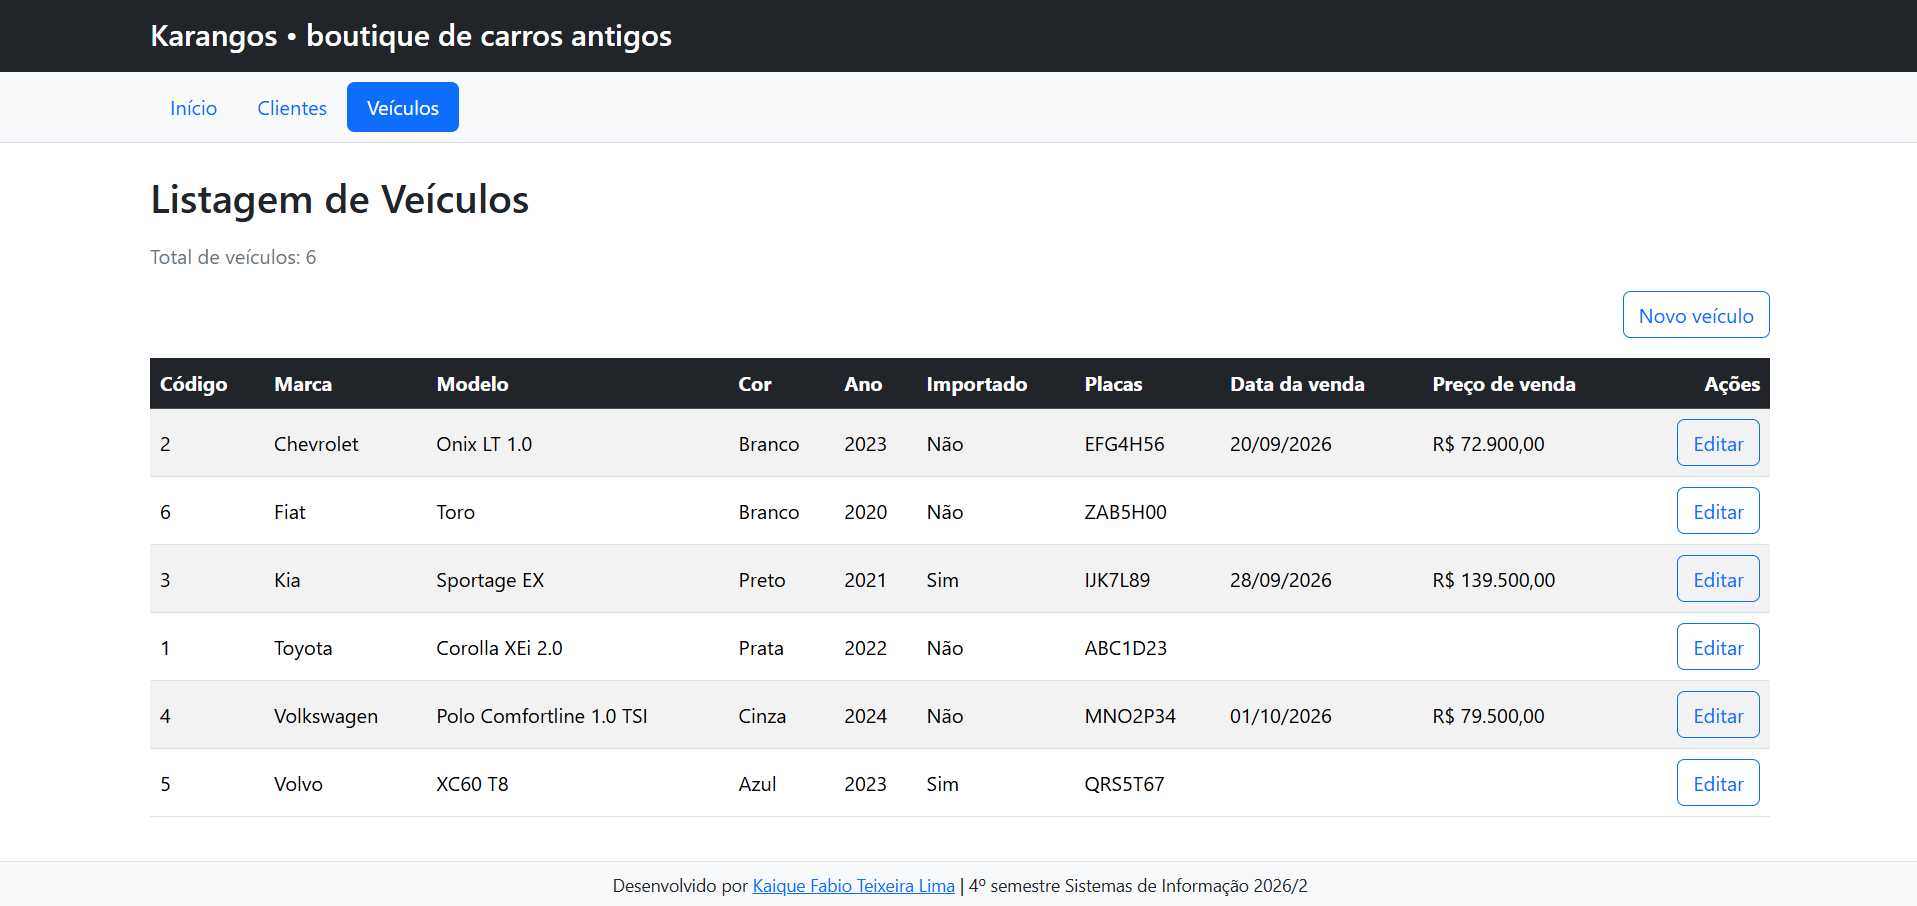 Karangos • boutique de carros antigos
Início Clientes Veículos
Listagem de Veículos
Total de veículos: 6
Novo veículo
Código Marca Modelo Cor Ano Importado Placas Data da venda Preço de venda Ações
2 Chevrolet Onix LT 1.0 Branco 2023 Não EFG4H56 20/09/2026 R$ 72.900,00 Editar
6 Fiat Toro Branco 2020 Não ZAB5H00 Editar
3 Kia Sportage EX Preto 2021 Sim IJK7L89 28/09/2026 R$ 139.500,00 Editar
1 Toyota Corolla XEi 2.0 Prata 2022 Não ABC1D23 Editar
4 Volkswagen Polo Comfortline 1.0 TSI Cinza 2024 Não MNO2P34 01/10/2026 R$ 79.500,00 Editar
5 Volvo XC60 T8 Azul 2023 Sim QRS5T67 Editar
Desenvolvido por Kaique Fabio Teixeira Lima | 4º semestre Sistemas de Informação 2026/2